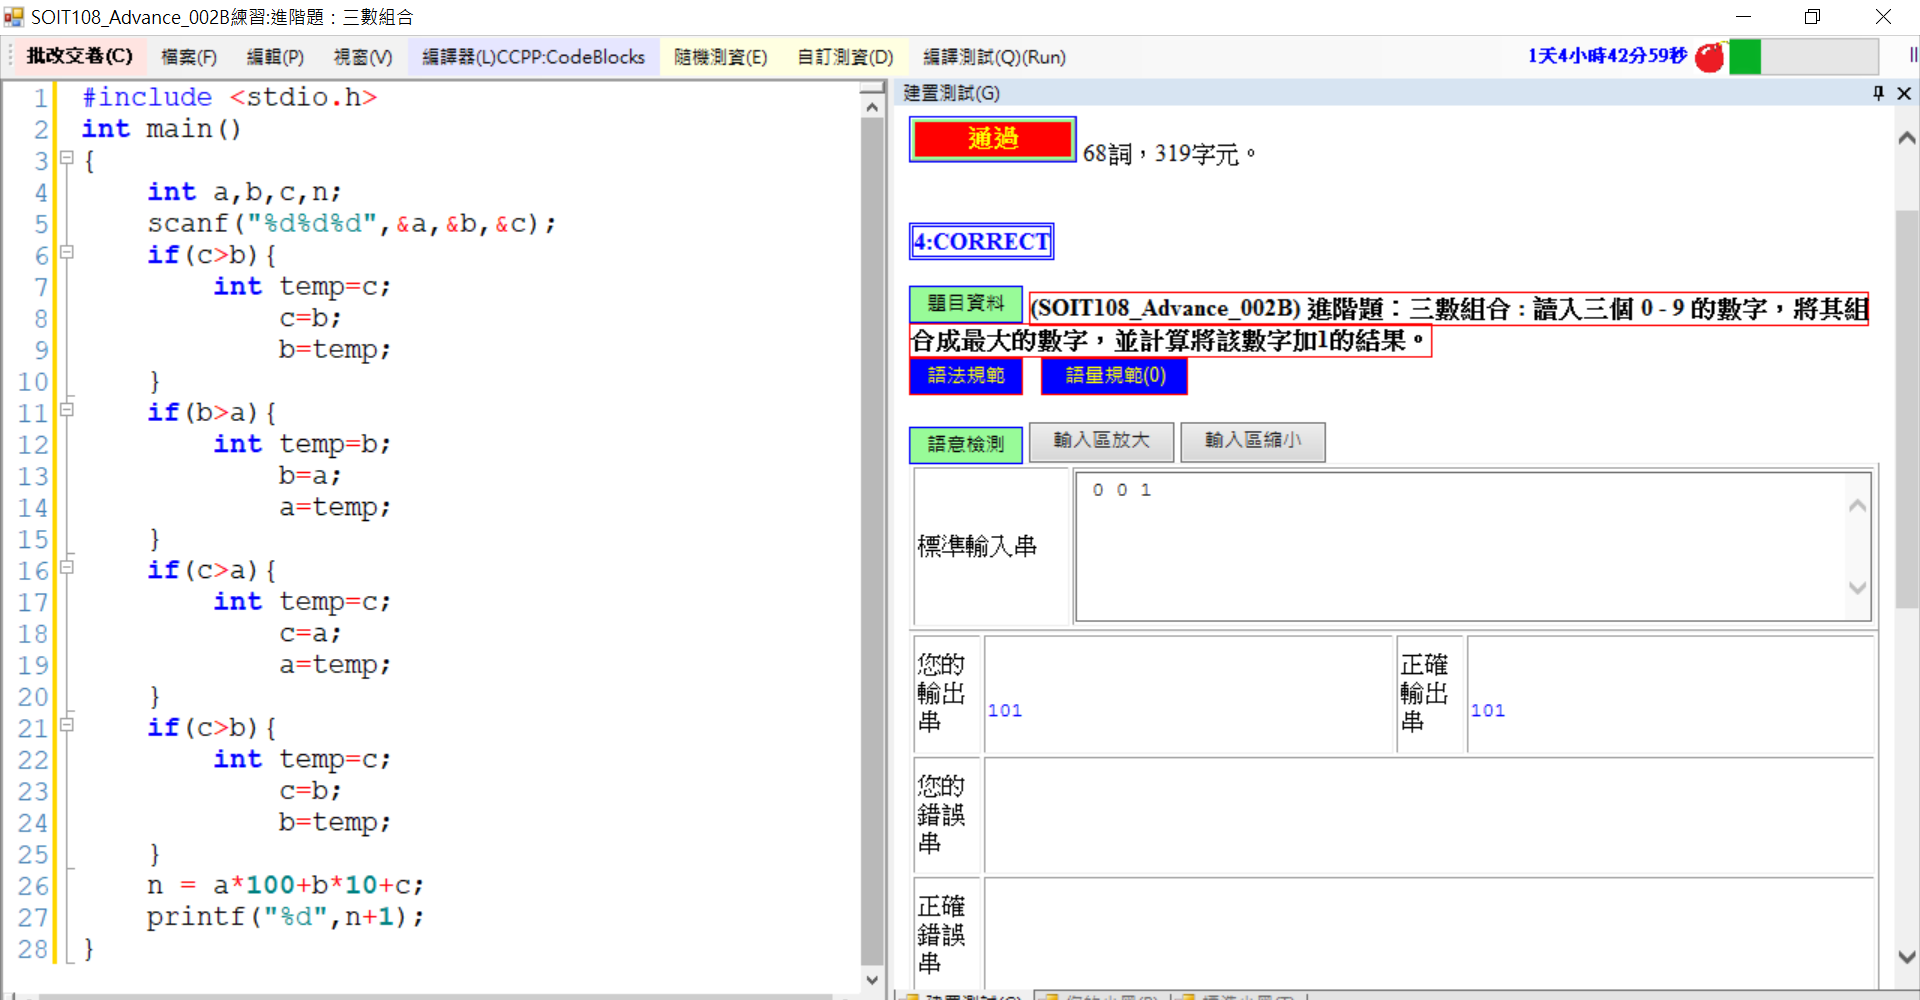 SOIT108_Advance_002B練習:進階題：三數組合
批改交卷(C) 檔案(F) 編輯(P) 視窗(V) 編譯器(L)CCPP:CodeBlocks 隨機測資(E) 自訂測資(D) 編譯測試(Q)(Run) 1天4小時42分59秒
1 #include <stdio.h>
2 int main()
3 {
4 int a,b,c,n;
5 scanf("%d%d%d",&a,&b,&c);
6 if(c>b){
7 int temp=c;
8 c=b;
9 b=temp;
10 }
11 if(b>a){
12 int temp=b;
13 b=a;
14 a=temp;
15 }
16 if(c>a){
17 int temp=c;
18 c=a;
19 a=temp;
20 }
21 if(c>b){
22 int temp=c;
23 c=b;
24 b=temp;
25 }
26 n = a*100+b*10+c;
27 printf("%d",n+1);
28 }
建置測試(G)
通過 68詞，319字元。
4:CORRECT
題目資料 (SOIT108_Advance_002B) 進階題：三數組合 : 讀入三個 0 - 9 的數字，將其組
合成最大的數字，並計算將該數字加1的結果。
語法規範 語量規範(0)
語意檢測 輸入區放大 輸入區縮小
標準輸入串
0 0 1
您的
輸出
串
101
正確
輸出
串
101
您的
錯誤
串
正確
錯誤
串